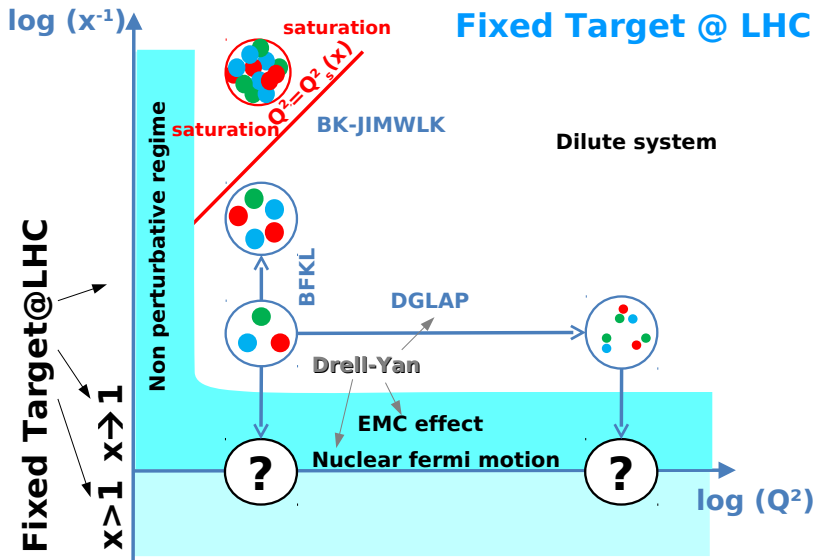 log (x⁻¹)
Fixed Target @ LHC
saturation
Q²=Q²ₛ(x)
saturation
BK-JIMWLK
Dilute system
Non perturbative regime
Fixed Target@LHC
BFKL
DGLAP
Drell-Yan
x→1
EMC effect
Nuclear fermi motion
?
?
x>1
log (Q²)